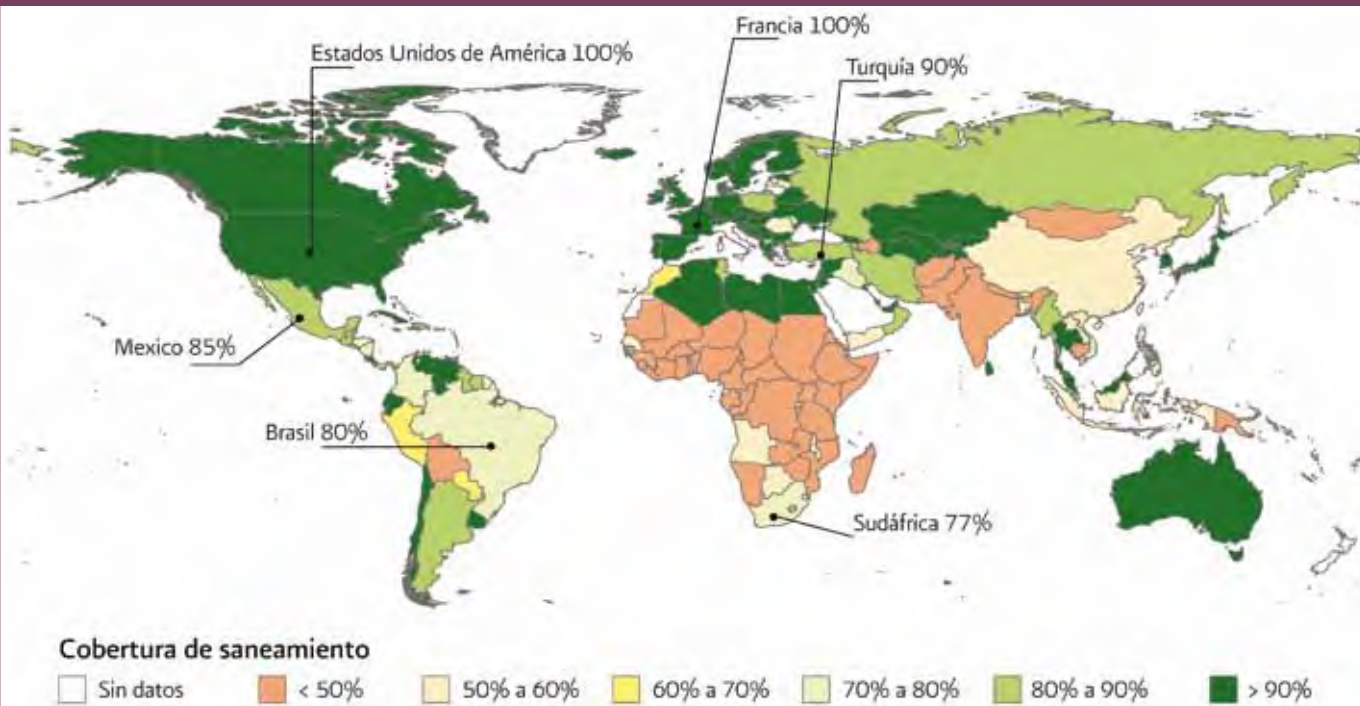 Francia 100%
Estados Unidos de América 100%
Turquía 90%
Mexico 85%
Brasil 80%
Sudáfrica 77%
Cobertura de saneamiento
Sin datos
< 50%
50% a 60%
60% a 70%
70% a 80%
80% a 90%
> 90%